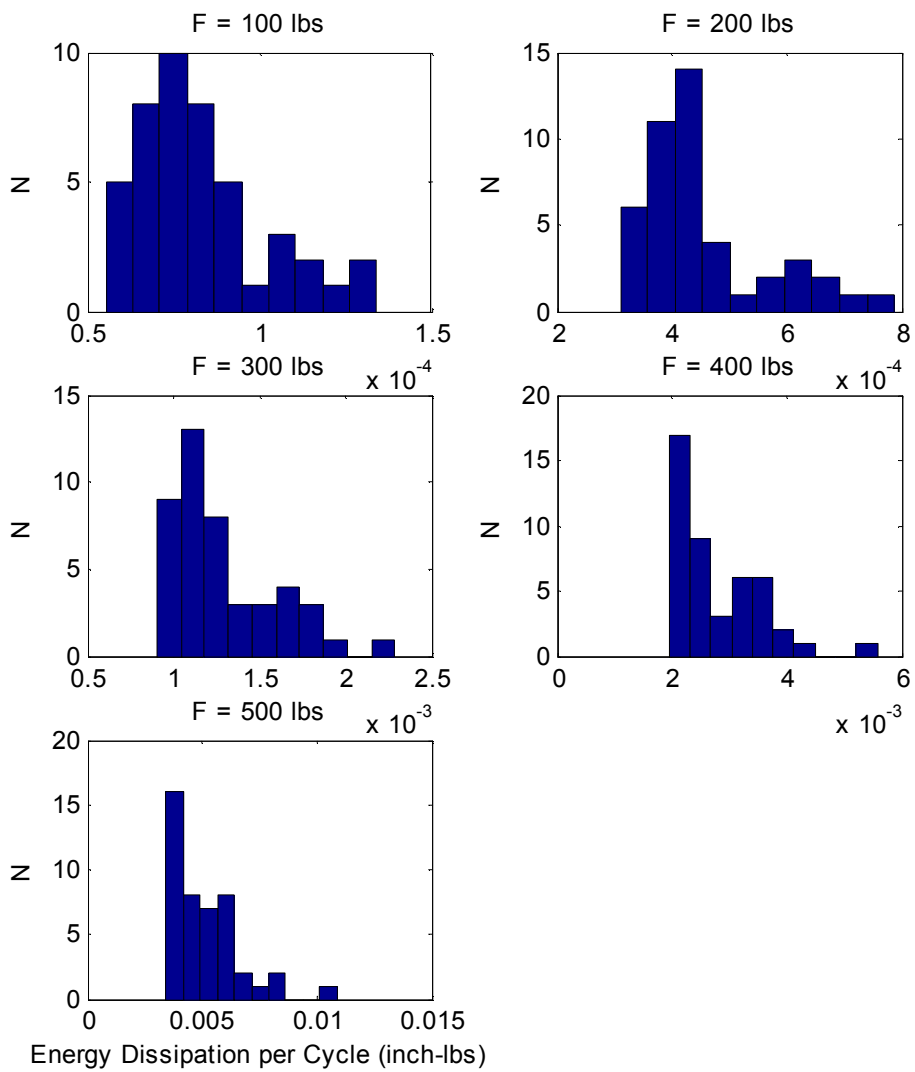 F = 100 lbs
F = 200 lbs
10
5
0
N
0.5 1 1.5
x 10-4
15
10
5
0
N
2 4 6 8
x 10-4
F = 300 lbs
F = 400 lbs
15
10
5
0
N
0.5 1 1.5 2 2.5
x 10-3
20
15
10
5
0
N
0 2 4 6
x 10-3
F = 500 lbs
20
15
10
5
0
N
0 0.005 0.01 0.015
Energy Dissipation per Cycle (inch-lbs)